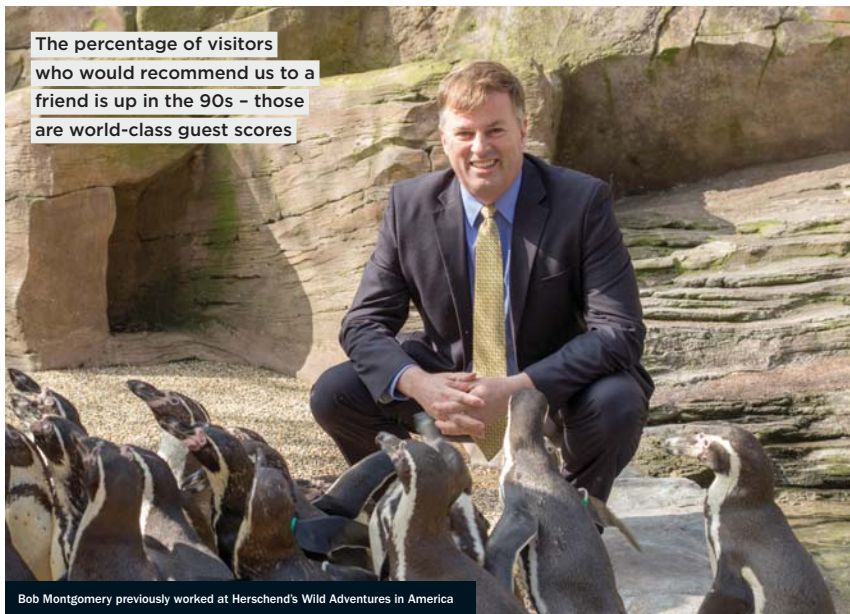 The percentage of visitors
who would recommend us to a
friend is up in the 90s – those
are world-class guest scores
Bob Montgomery previously worked at Herschend's Wild Adventures in America